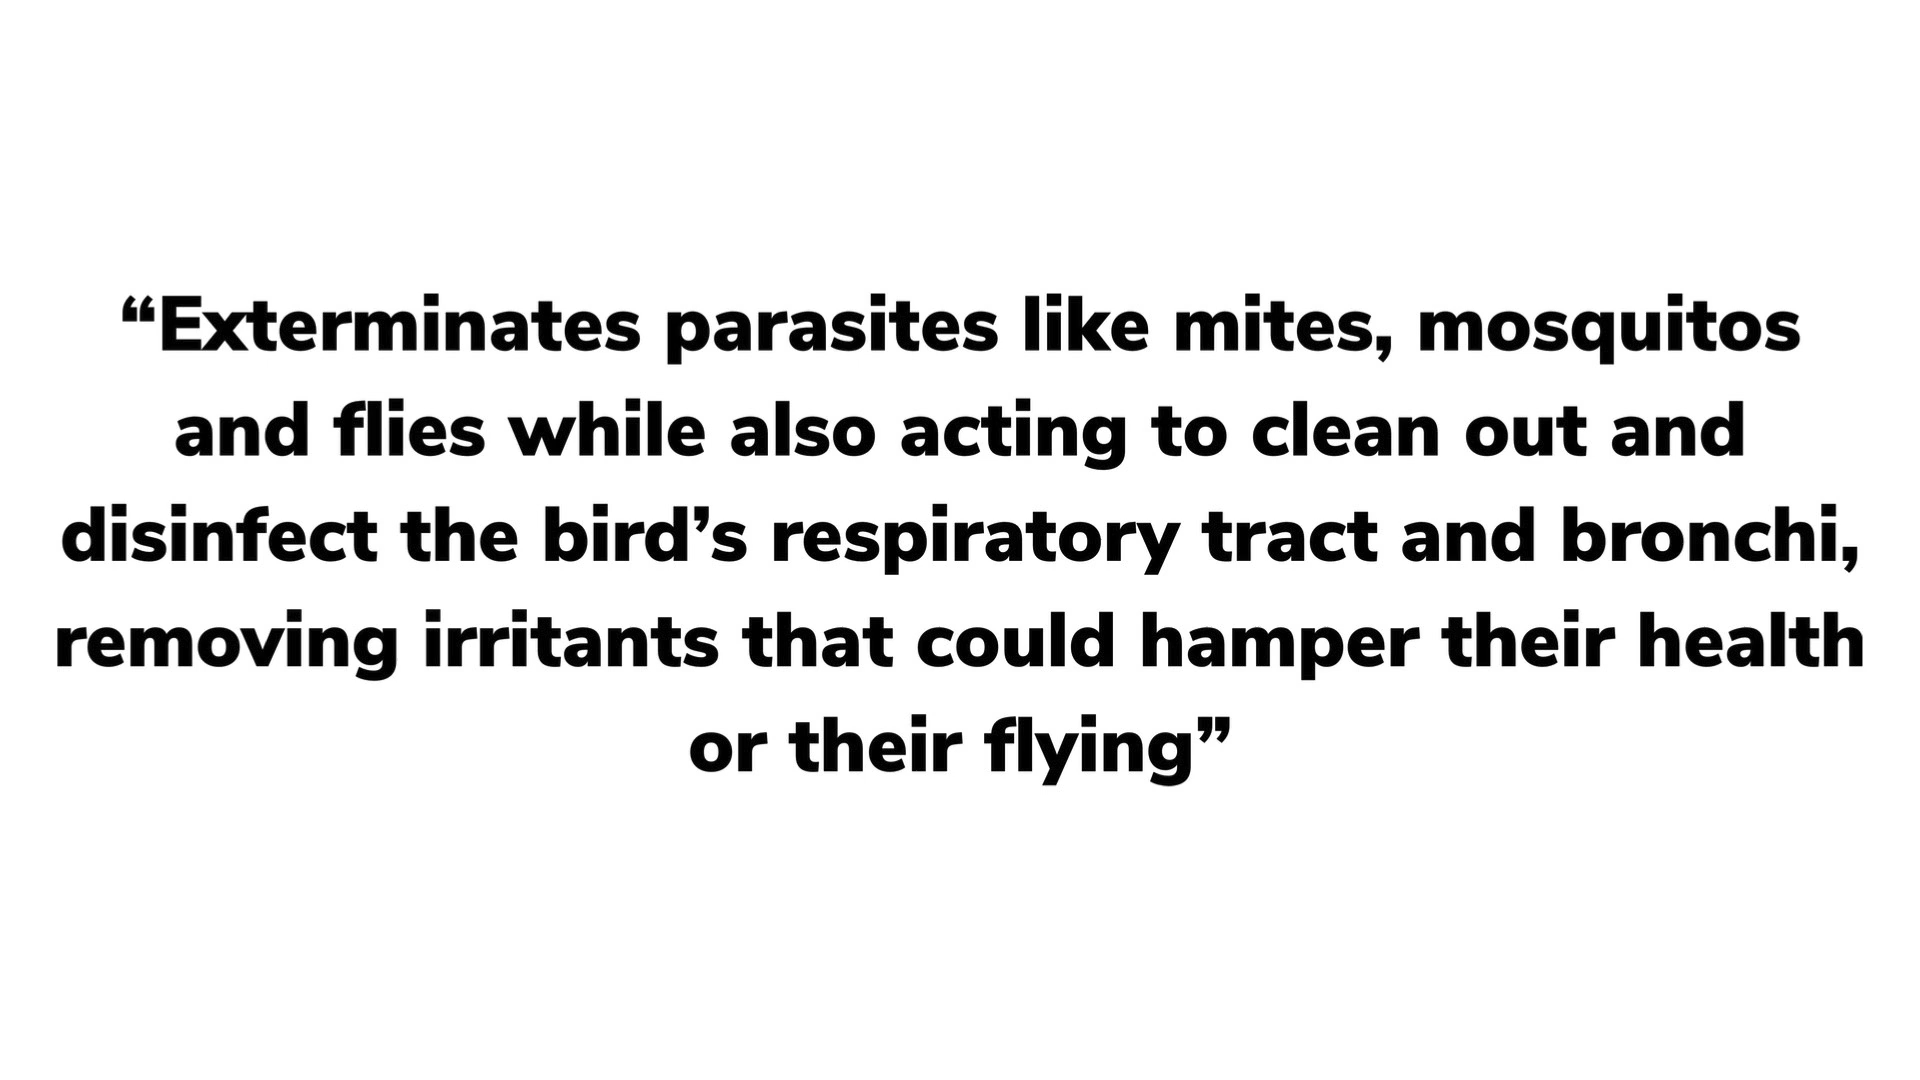 “Exterminates parasites like mites, mosquitos
and flies while also acting to clean out and
disinfect the bird’s respiratory tract and bronchi,
removing irritants that could hamper their health
or their flying”